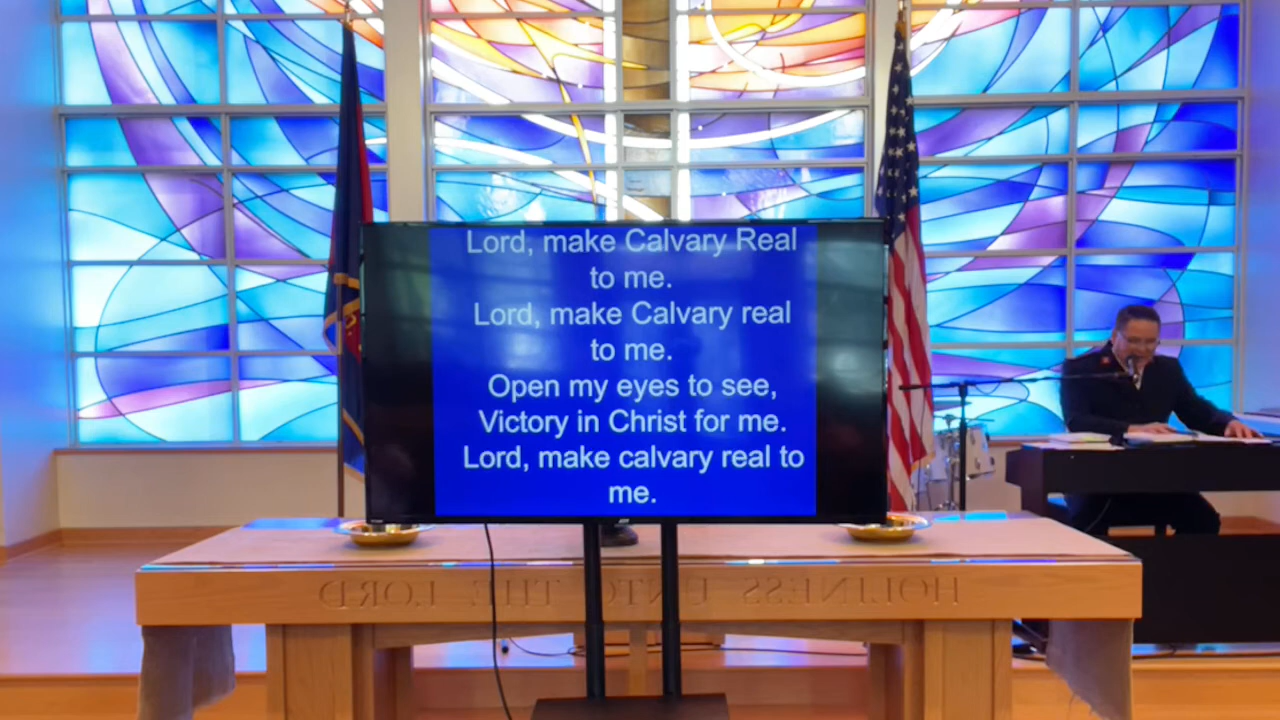 Lord, make Calvary Real
to me.
Lord, make Calvary real
to me.
Open my eyes to see,
Victory in Christ for me.
Lord, make calvary real to
me.
HOLINESS UNTO THE LORD